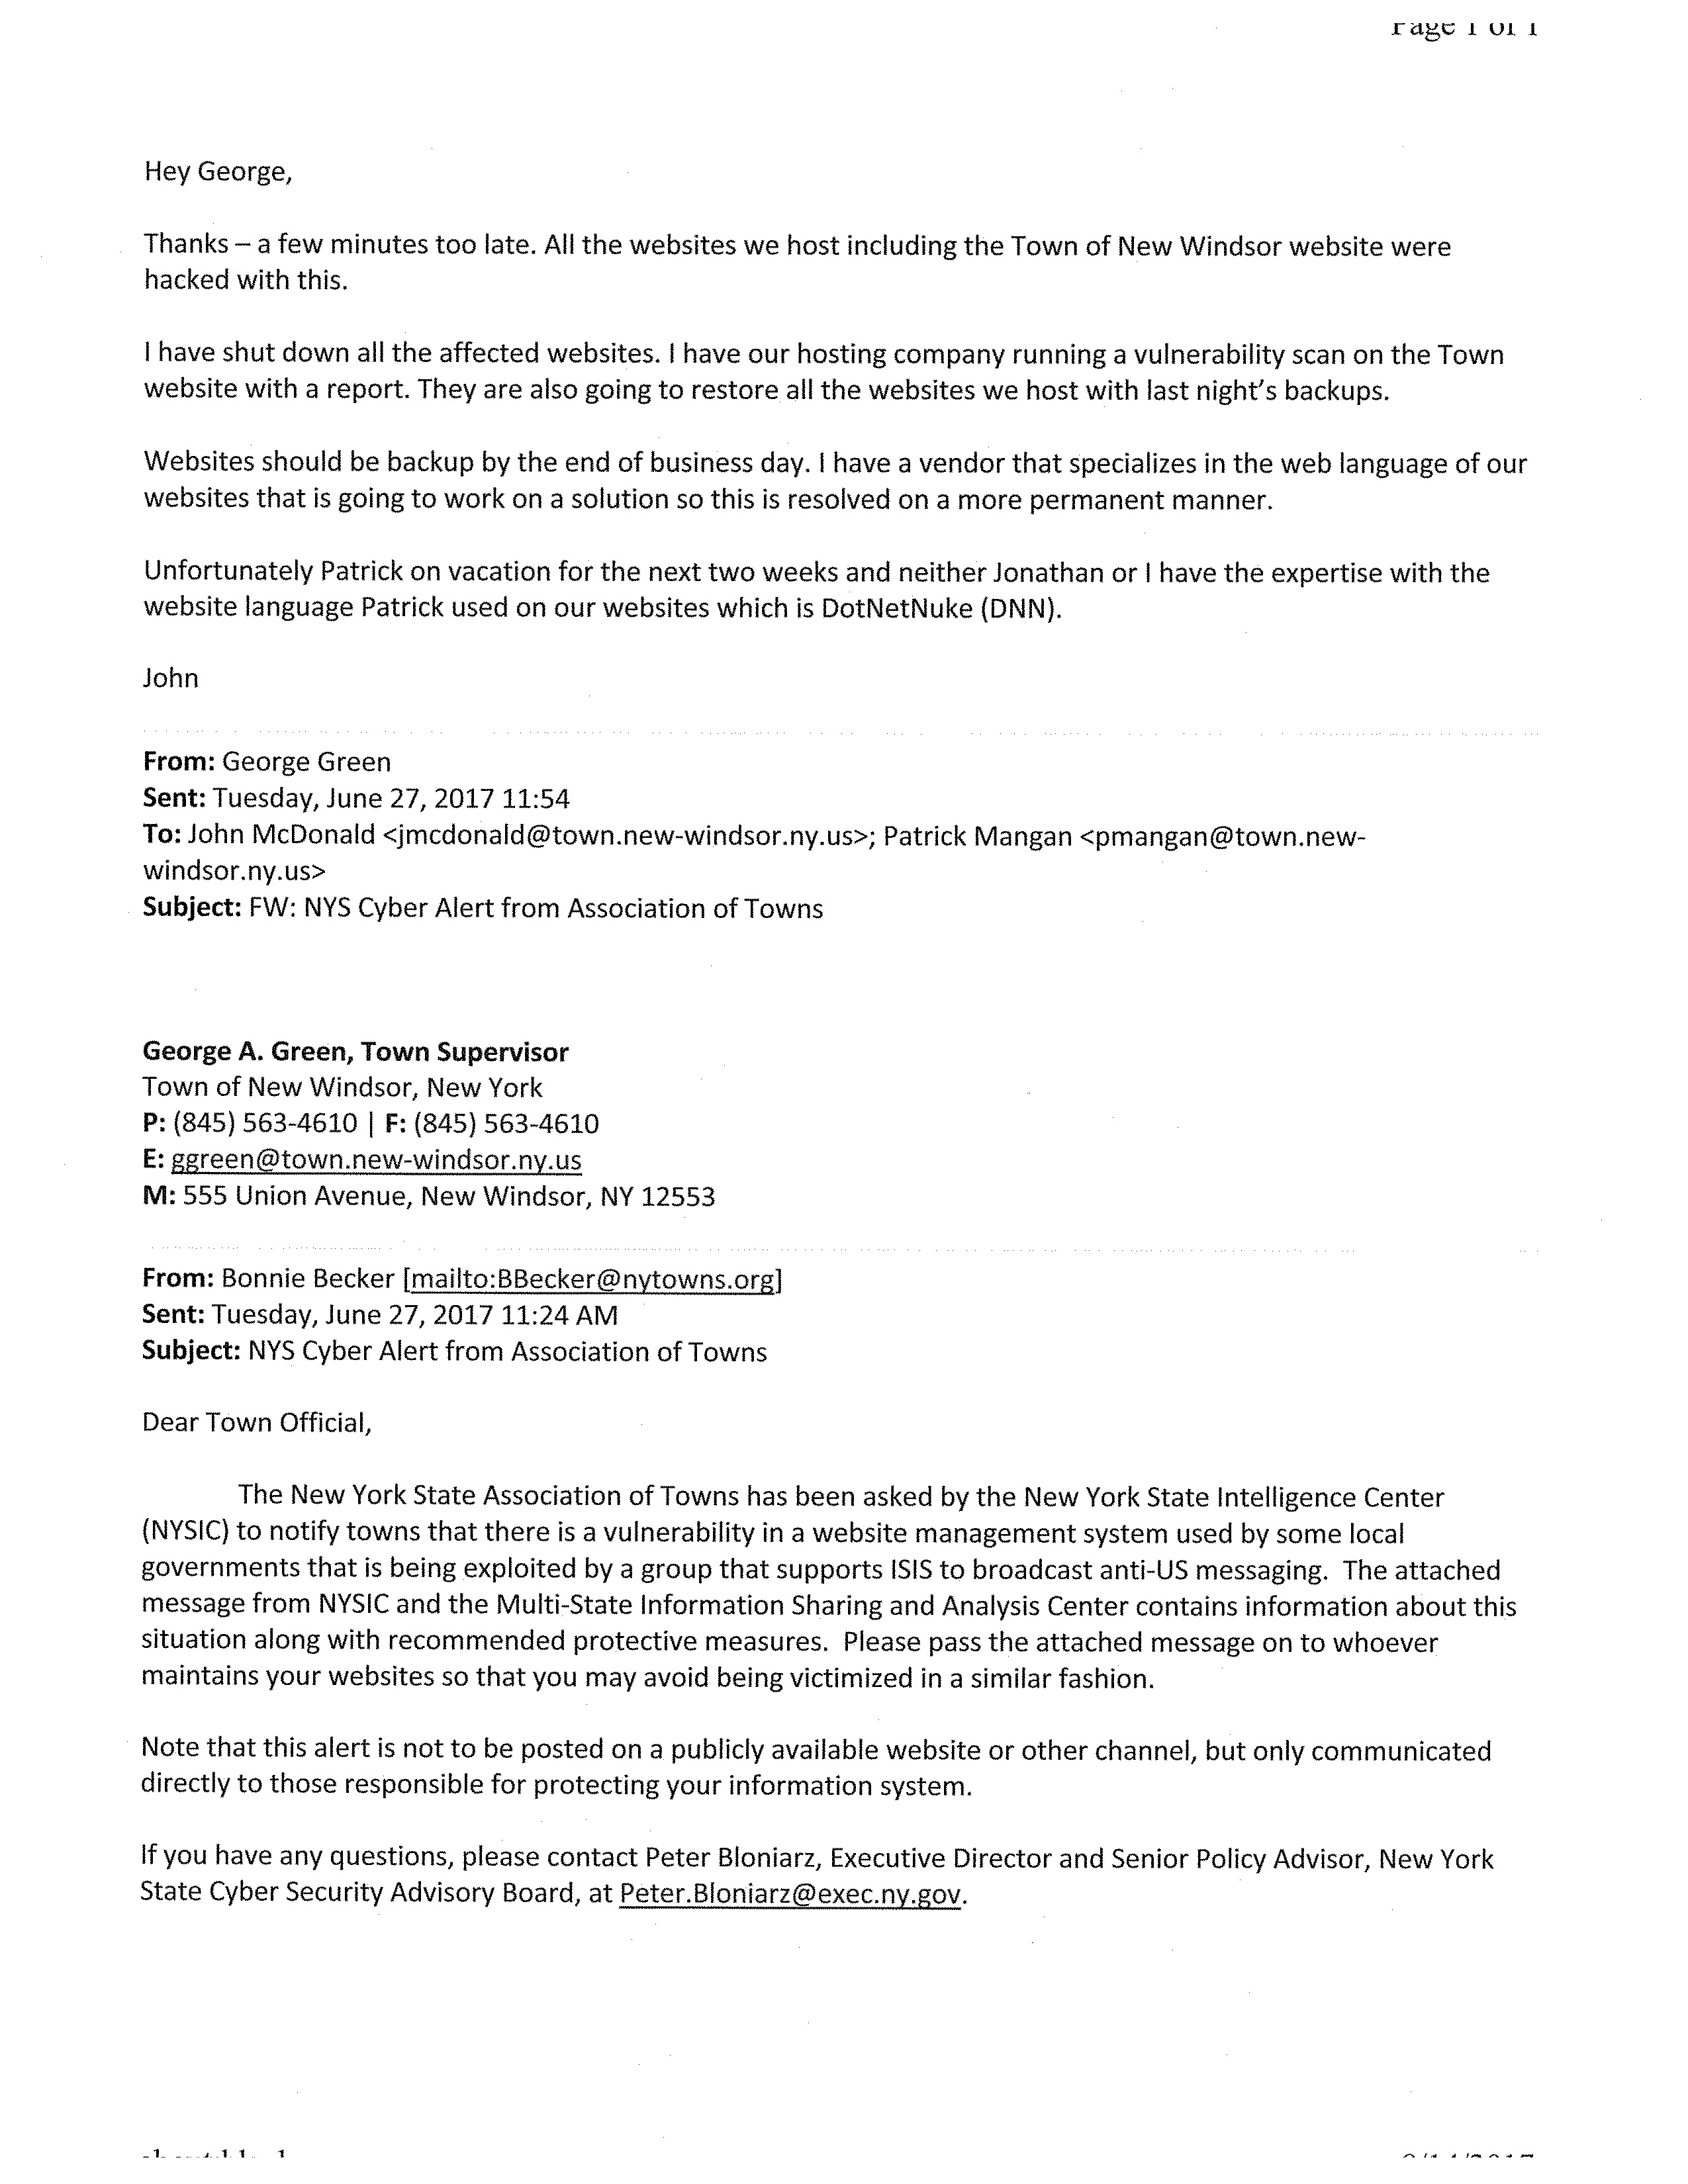 Page 1 of 1
Hey George,
Thanks – a few minutes too late. All the websites we host including the Town of New Windsor website were
hacked with this.
I have shut down all the affected websites. I have our hosting company running a vulnerability scan on the Town
website with a report. They are also going to restore all the websites we host with last night's backups.
Websites should be backup by the end of business day. I have a vendor that specializes in the web language of our
websites that is going to work on a solution so this is resolved on a more permanent manner.
Unfortunately Patrick on vacation for the next two weeks and neither Jonathan or I have the expertise with the
website language Patrick used on our websites which is DotNetNuke (DNN).
John
From: George Green
Sent: Tuesday, June 27, 2017 11:54
To: John McDonald <jmcdonald@town.new-windsor.ny.us>; Patrick Mangan <pmangan@town.new-
windsor.ny.us>
Subject: FW: NYS Cyber Alert from Association of Towns
George A. Green, Town Supervisor
Town of New Windsor, New York
P: (845) 563-4610 | F: (845) 563-4610
E: ggreen@town.new-windsor.ny.us
M: 555 Union Avenue, New Windsor, NY 12553
From: Bonnie Becker [mailto:BBecker@nytowns.org]
Sent: Tuesday, June 27, 2017 11:24 AM
Subject: NYS Cyber Alert from Association of Towns
Dear Town Official,
The New York State Association of Towns has been asked by the New York State Intelligence Center
(NYSIC) to notify towns that there is a vulnerability in a website management system used by some local
governments that is being exploited by a group that supports ISIS to broadcast anti-US messaging.  The attached
message from NYSIC and the Multi-State Information Sharing and Analysis Center contains information about this
situation along with recommended protective measures.  Please pass the attached message on to whoever
maintains your websites so that you may avoid being victimized in a similar fashion.
Note that this alert is not to be posted on a publicly available website or other channel, but only communicated
directly to those responsible for protecting your information system.
If you have any questions, please contact Peter Bloniarz, Executive Director and Senior Policy Advisor, New York
State Cyber Security Advisory Board, at Peter.Bloniarz@exec.ny.gov.